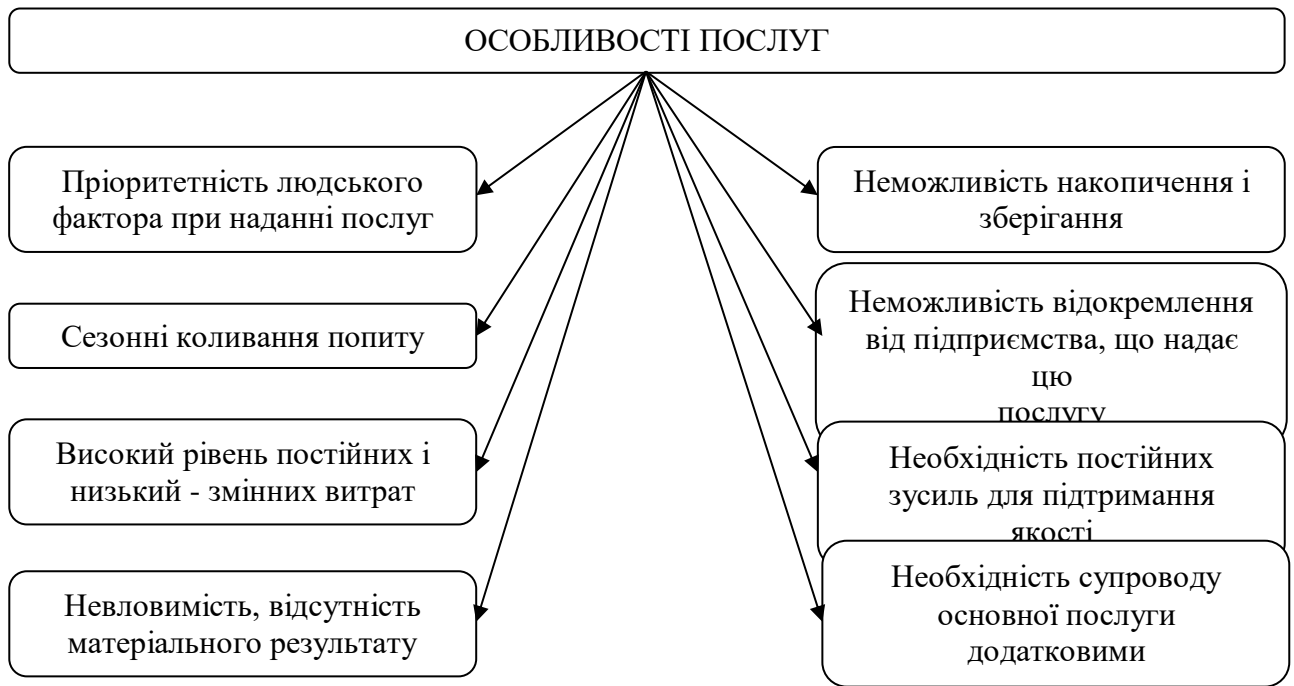 ОСОБЛИВОСТІ ПОСЛУГ
Пріоритетність людського
фактора при наданні послуг
Сезонні коливання попиту
Високий рівень постійних і
низький - змінних витрат
Невловимість, відсутність
матеріального результату
Неможливість накопичення і
зберігання
Неможливість відокремлення
від підприємства, що надає
цю
послугу
Необхідність постійних
зусиль для підтримання
якості
Необхідність супроводу
основної послуги
додатковими